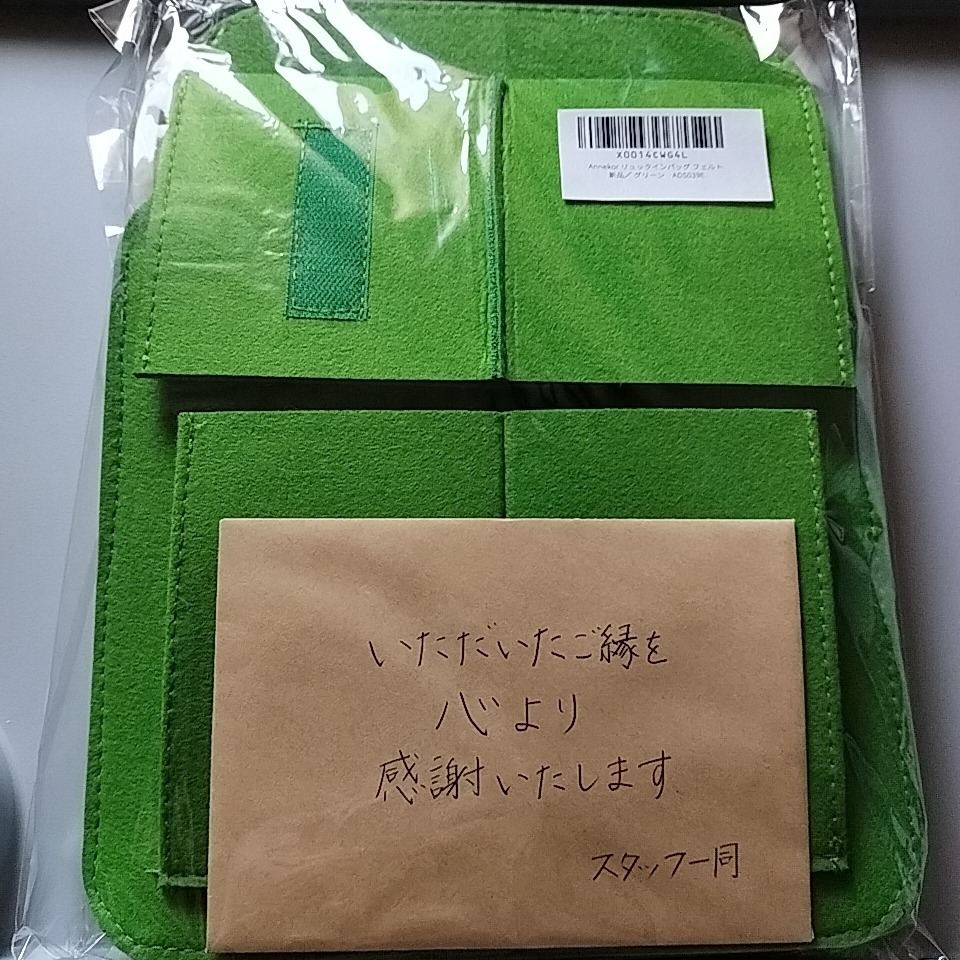 X0014CWG4L
Annekor リュックインバッグ フェルト
新品／グリーン ADS039E
いただいたご縁を
心より
感謝いたします
スタッフ一同